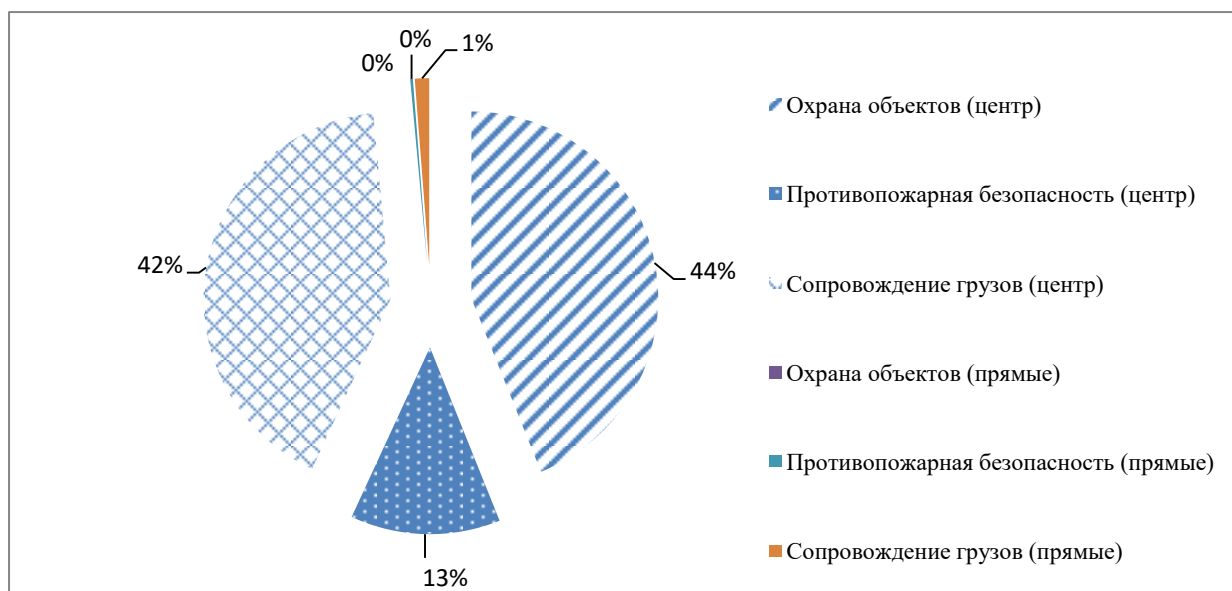 0%
1%
0%
42%
44%
13%
Охрана объектов (центр)
Противопожарная безопасность (центр)
Сопровождение грузов (центр)
Охрана объектов (прямые)
Противопожарная безопасность (прямые)
Сопровождение грузов (прямые)